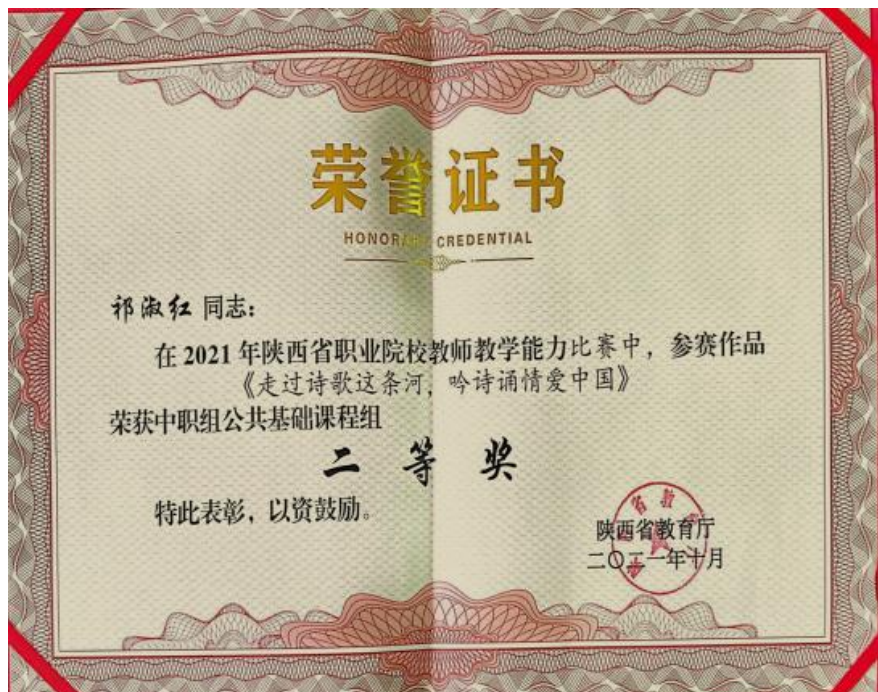 荣誉证书
HONORARY CREDENTIAL
祁淑红 同志：
在 2021 年陕西省职业院校教师教学能力比赛中，参赛作品
《走过诗歌这条河，吟诗诵情爱中国》
荣获中职组公共基础课程组
二 等 奖
特此表彰，以资鼓励。
陕西省教育厅
二〇二一年十月